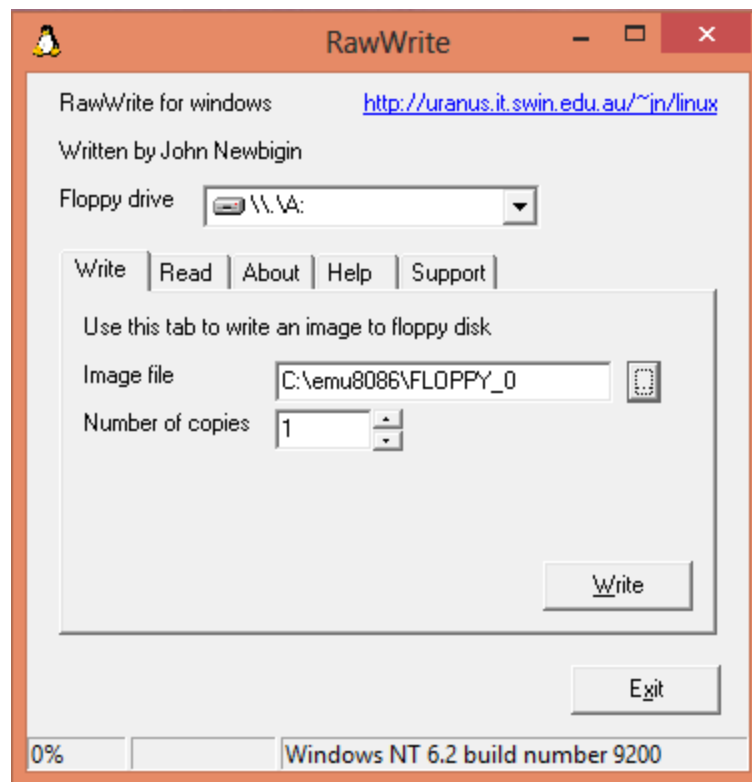 RawWrite
RawWrite for windows http://uranus.it.swin.edu.au/~jn/linux
Written by John Newbigin
Floppy drive \\.\A:
Write Read About Help Support
Use this tab to write an image to floppy disk
Image file C:\emu8086\FLOPPY_0
Number of copies 1
Write
Exit
0% Windows NT 6.2 build number 9200